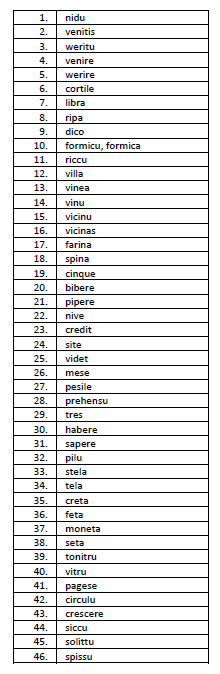 1. nidu
2. venitis
3. weritu
4. venire
5. werire
6. cortile
7. libra
8. ripa
9. dico
10. formicu, formica
11. riccu
12. villa
13. vinea
14. vinu
15. vicinu
16. vicinas
17. farina
18. spina
19. cinque
20. bibere
21. pipere
22. nive
23. credit
24. site
25. videt
26. mese
27. pesile
28. prehensu
29. tres
30. habere
31. sapere
32. pilu
33. stela
34. tela
35. creta
36. feta
37. moneta
38. seta
39. tonitru
40. vitru
41. pagese
42. circulu
43. crescere
44. siccu
45. solittu
46. spissu